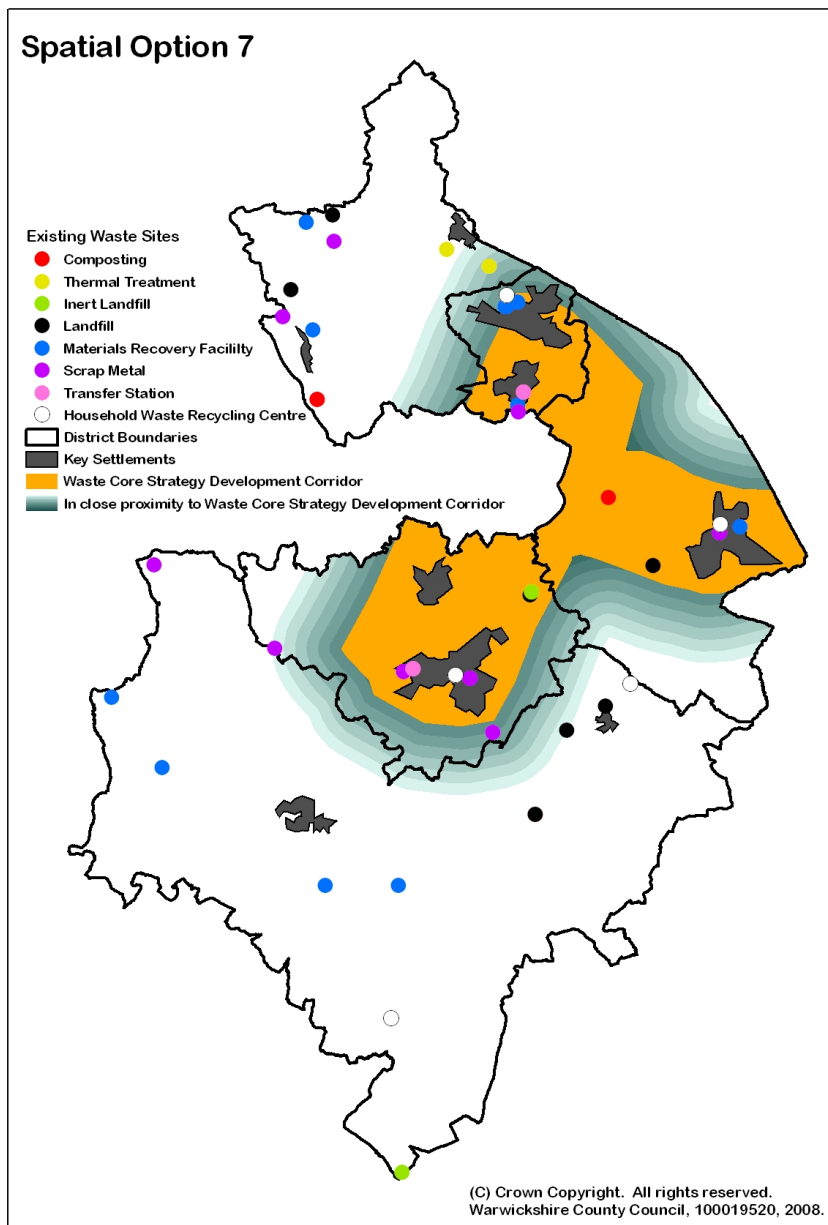 Spatial Option 7
Existing Waste Sites
Composting
Thermal Treatment
Inert Landfill
Landfill
Materials Recovery Facililty
Scrap Metal
Transfer Station
Household Waste Recycling Centre
District Boundaries
Key Settlements
Waste Core Strategy Development Corridor
In close proximity to Waste Core Strategy Development Corridor
(C) Crown Copyright. All rights reserved.
Warwickshire County Council, 100019520, 2008.